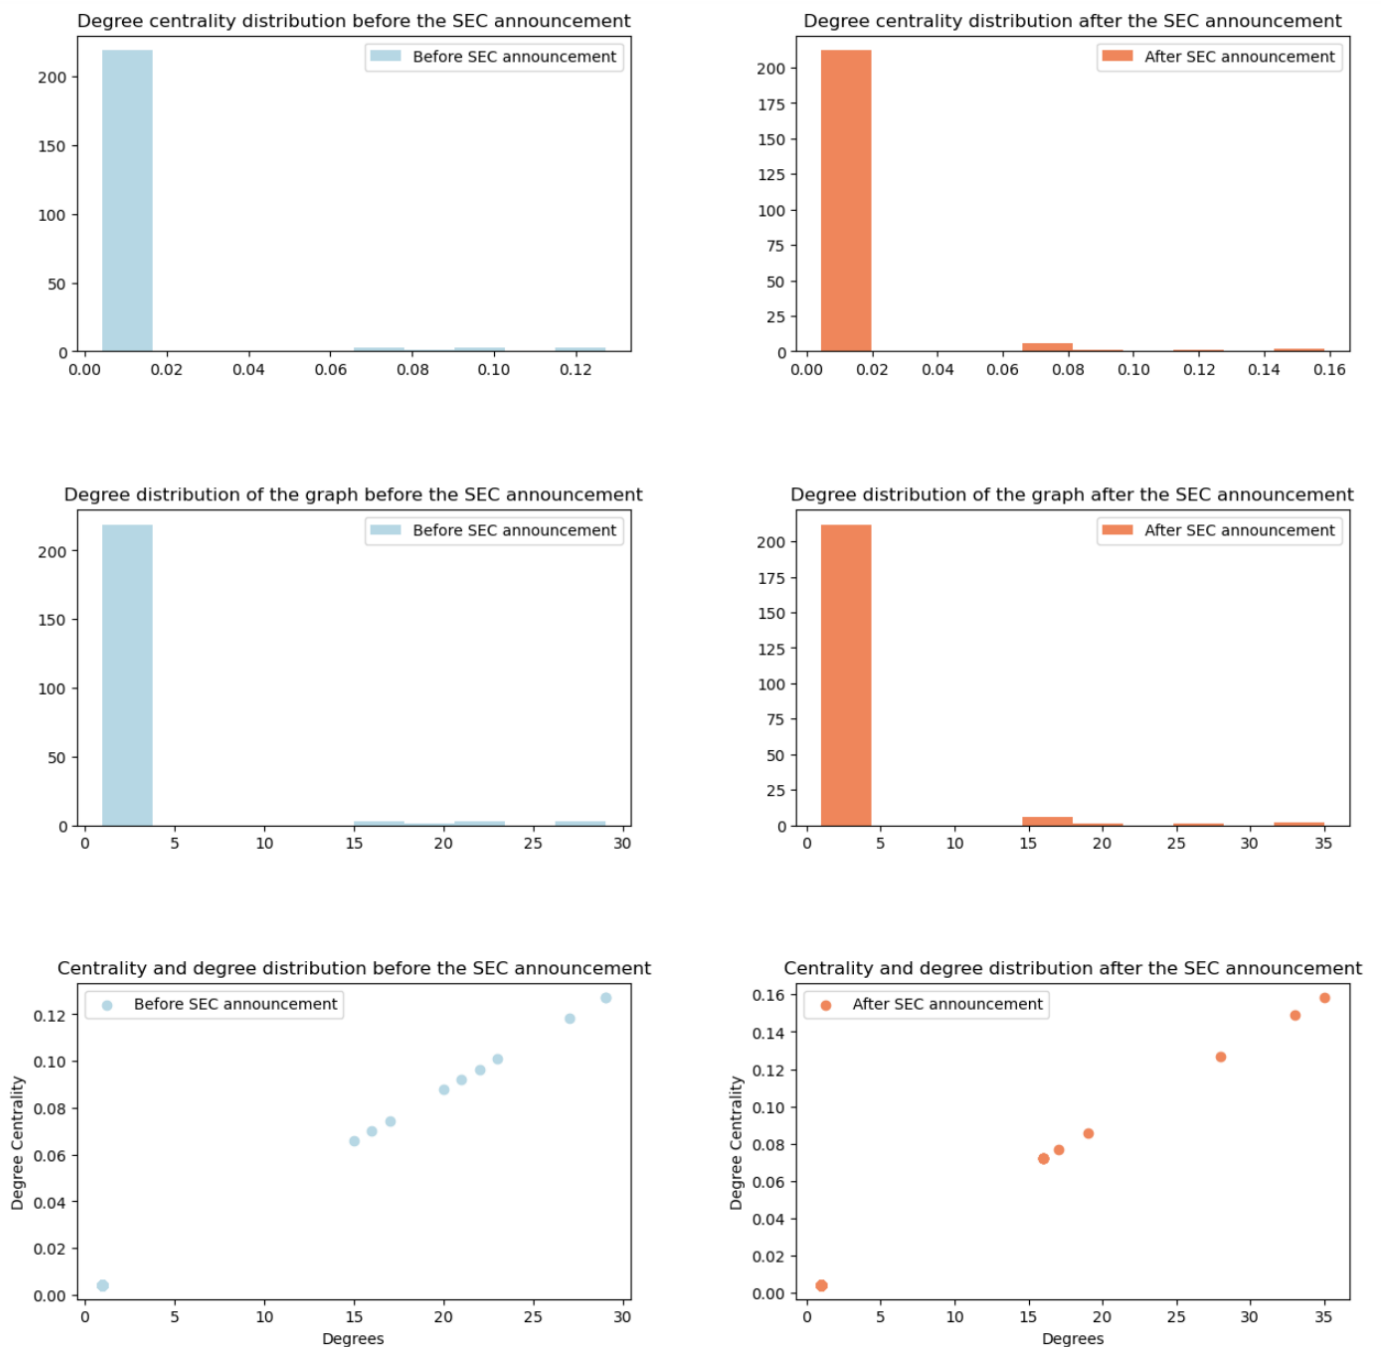 Degree centrality distribution before the SEC announcement
Before SEC announcement
200
150
100
50
0
0.00 0.02 0.04 0.06 0.08 0.10 0.12
Degree centrality distribution after the SEC announcement
After SEC announcement
200
175
150
125
100
75
50
25
0
0.00 0.02 0.04 0.06 0.08 0.10 0.12 0.14 0.16
Degree distribution of the graph before the SEC announcement
Before SEC announcement
200
150
100
50
0
0 5 10 15 20 25 30
Degree distribution of the graph after the SEC announcement
After SEC announcement
200
175
150
125
100
75
50
25
0
0 5 10 15 20 25 30 35
Centrality and degree distribution before the SEC announcement
Before SEC announcement
Degree Centrality
0.12
0.10
0.08
0.06
0.04
0.02
0.00
0 5 10 15 20 25 30
Degrees
Centrality and degree distribution after the SEC announcement
After SEC announcement
Degree Centrality
0.16
0.14
0.12
0.10
0.08
0.06
0.04
0.02
0.00
0 5 10 15 20 25 30 35
Degrees